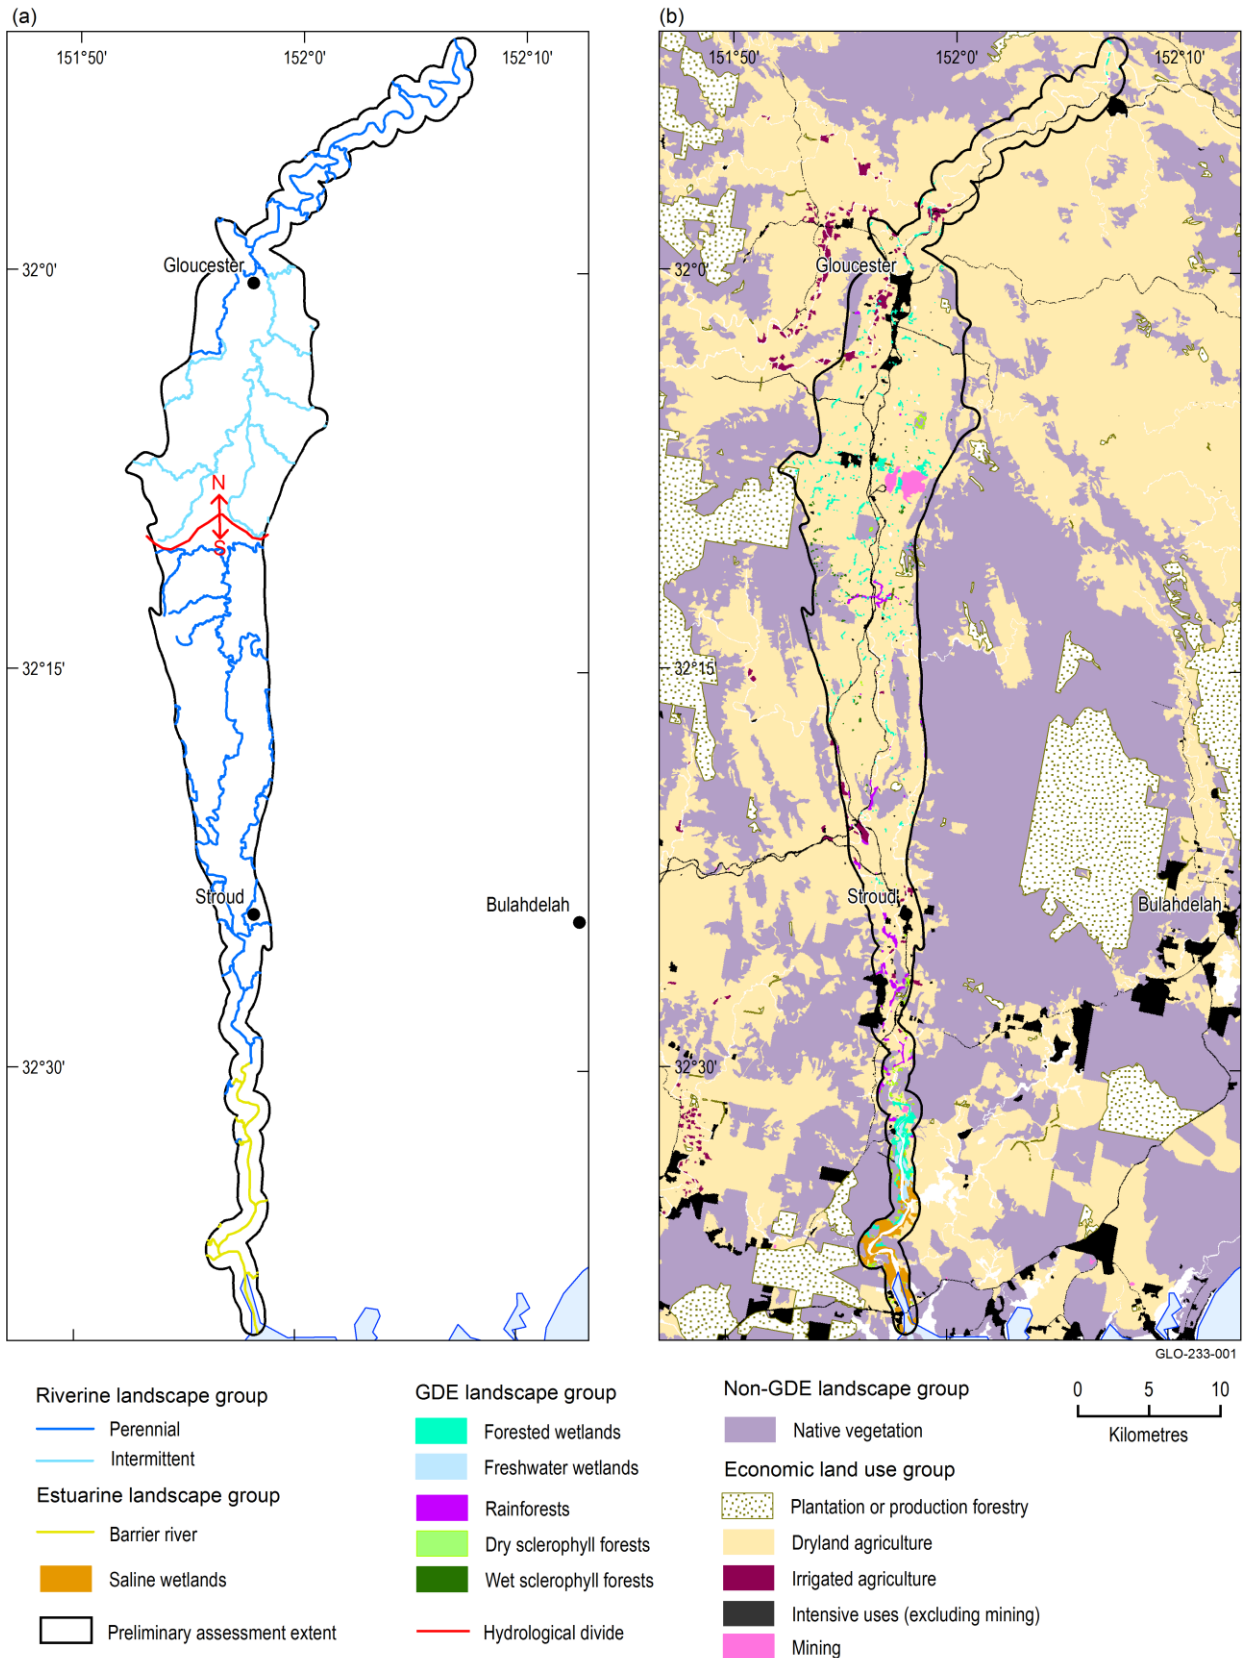 (a)
(b)
151°50'
152°0'
152°10'
151°50'
152°0'
152°10'
32°0'
Gloucester
N
S
32°15'
Stroud
Bulahdelah
32°30'
32°0'
Gloucester
32°15'
Stroud
Bulahdelah
32°30'
GLO-233-001
Riverine landscape group
Perennial
Intermittent
Estuarine landscape group
Barrier river
Saline wetlands
Preliminary assessment extent
GDE landscape group
Forested wetlands
Freshwater wetlands
Rainforests
Dry sclerophyll forests
Wet sclerophyll forests
Hydrological divide
Non-GDE landscape group
Native vegetation
Economic land use group
Plantation or production forestry
Dryland agriculture
Irrigated agriculture
Intensive uses (excluding mining)
Mining
0 5 10
Kilometres